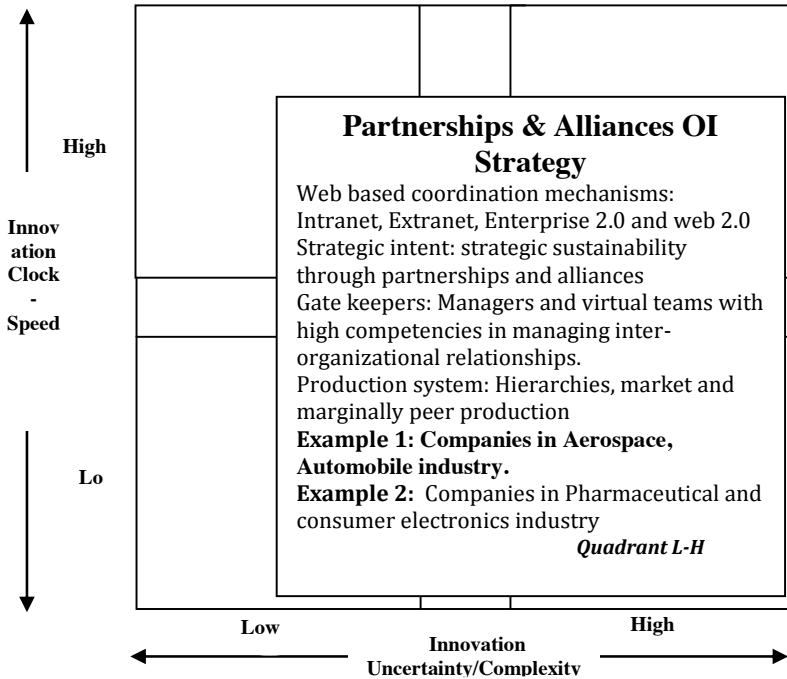 Partnerships & Alliances OI
Strategy
Web based coordination mechanisms:
Intranet, Extranet, Enterprise 2.0 and web 2.0
Strategic intent: strategic sustainability
through partnerships and alliances
Gate keepers: Managers and virtual teams with
high competencies in managing inter-
organizational relationships.
Production system: Hierarchies, market and
marginally peer production
Example 1: Companies in Aerospace,
Automobile industry.
Example 2: Companies in Pharmaceutical and
consumer electronics industry
Quadrant L-H
High
Innov
ation
Clock
-
Speed
Lo
Low
High
Innovation
Uncertainty/Complexity